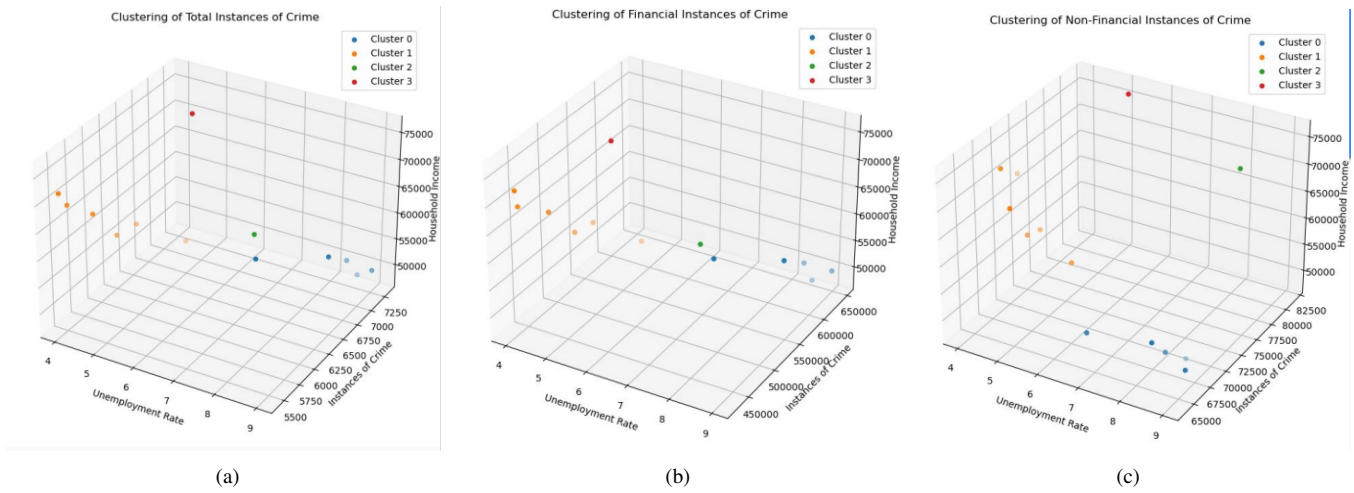 Clustering of Total Instances of Crime
Cluster 0
Cluster 1
Cluster 2
Cluster 3
75000
70000
65000
60000
55000
50000
Household Income
7250
7000
6750
6500
6250
6000
5750
5500
Instances of Crime
4
5
6
7
8
9
Unemployment Rate
(a)
Clustering of Financial Instances of Crime
Cluster 0
Cluster 1
Cluster 2
Cluster 3
75000
70000
65000
60000
55000
50000
Household Income
650000
600000
550000
500000
450000
Instances of Crime
4
5
6
7
8
9
Unemployment Rate
(b)
Clustering of Non-Financial Instances of Crime
Cluster 0
Cluster 1
Cluster 2
Cluster 3
75000
70000
65000
60000
55000
50000
Household Income
82500
80000
77500
75000
72500
70000
67500
65000
Instances of Crime
4
5
6
7
8
9
Unemployment Rate
(c)